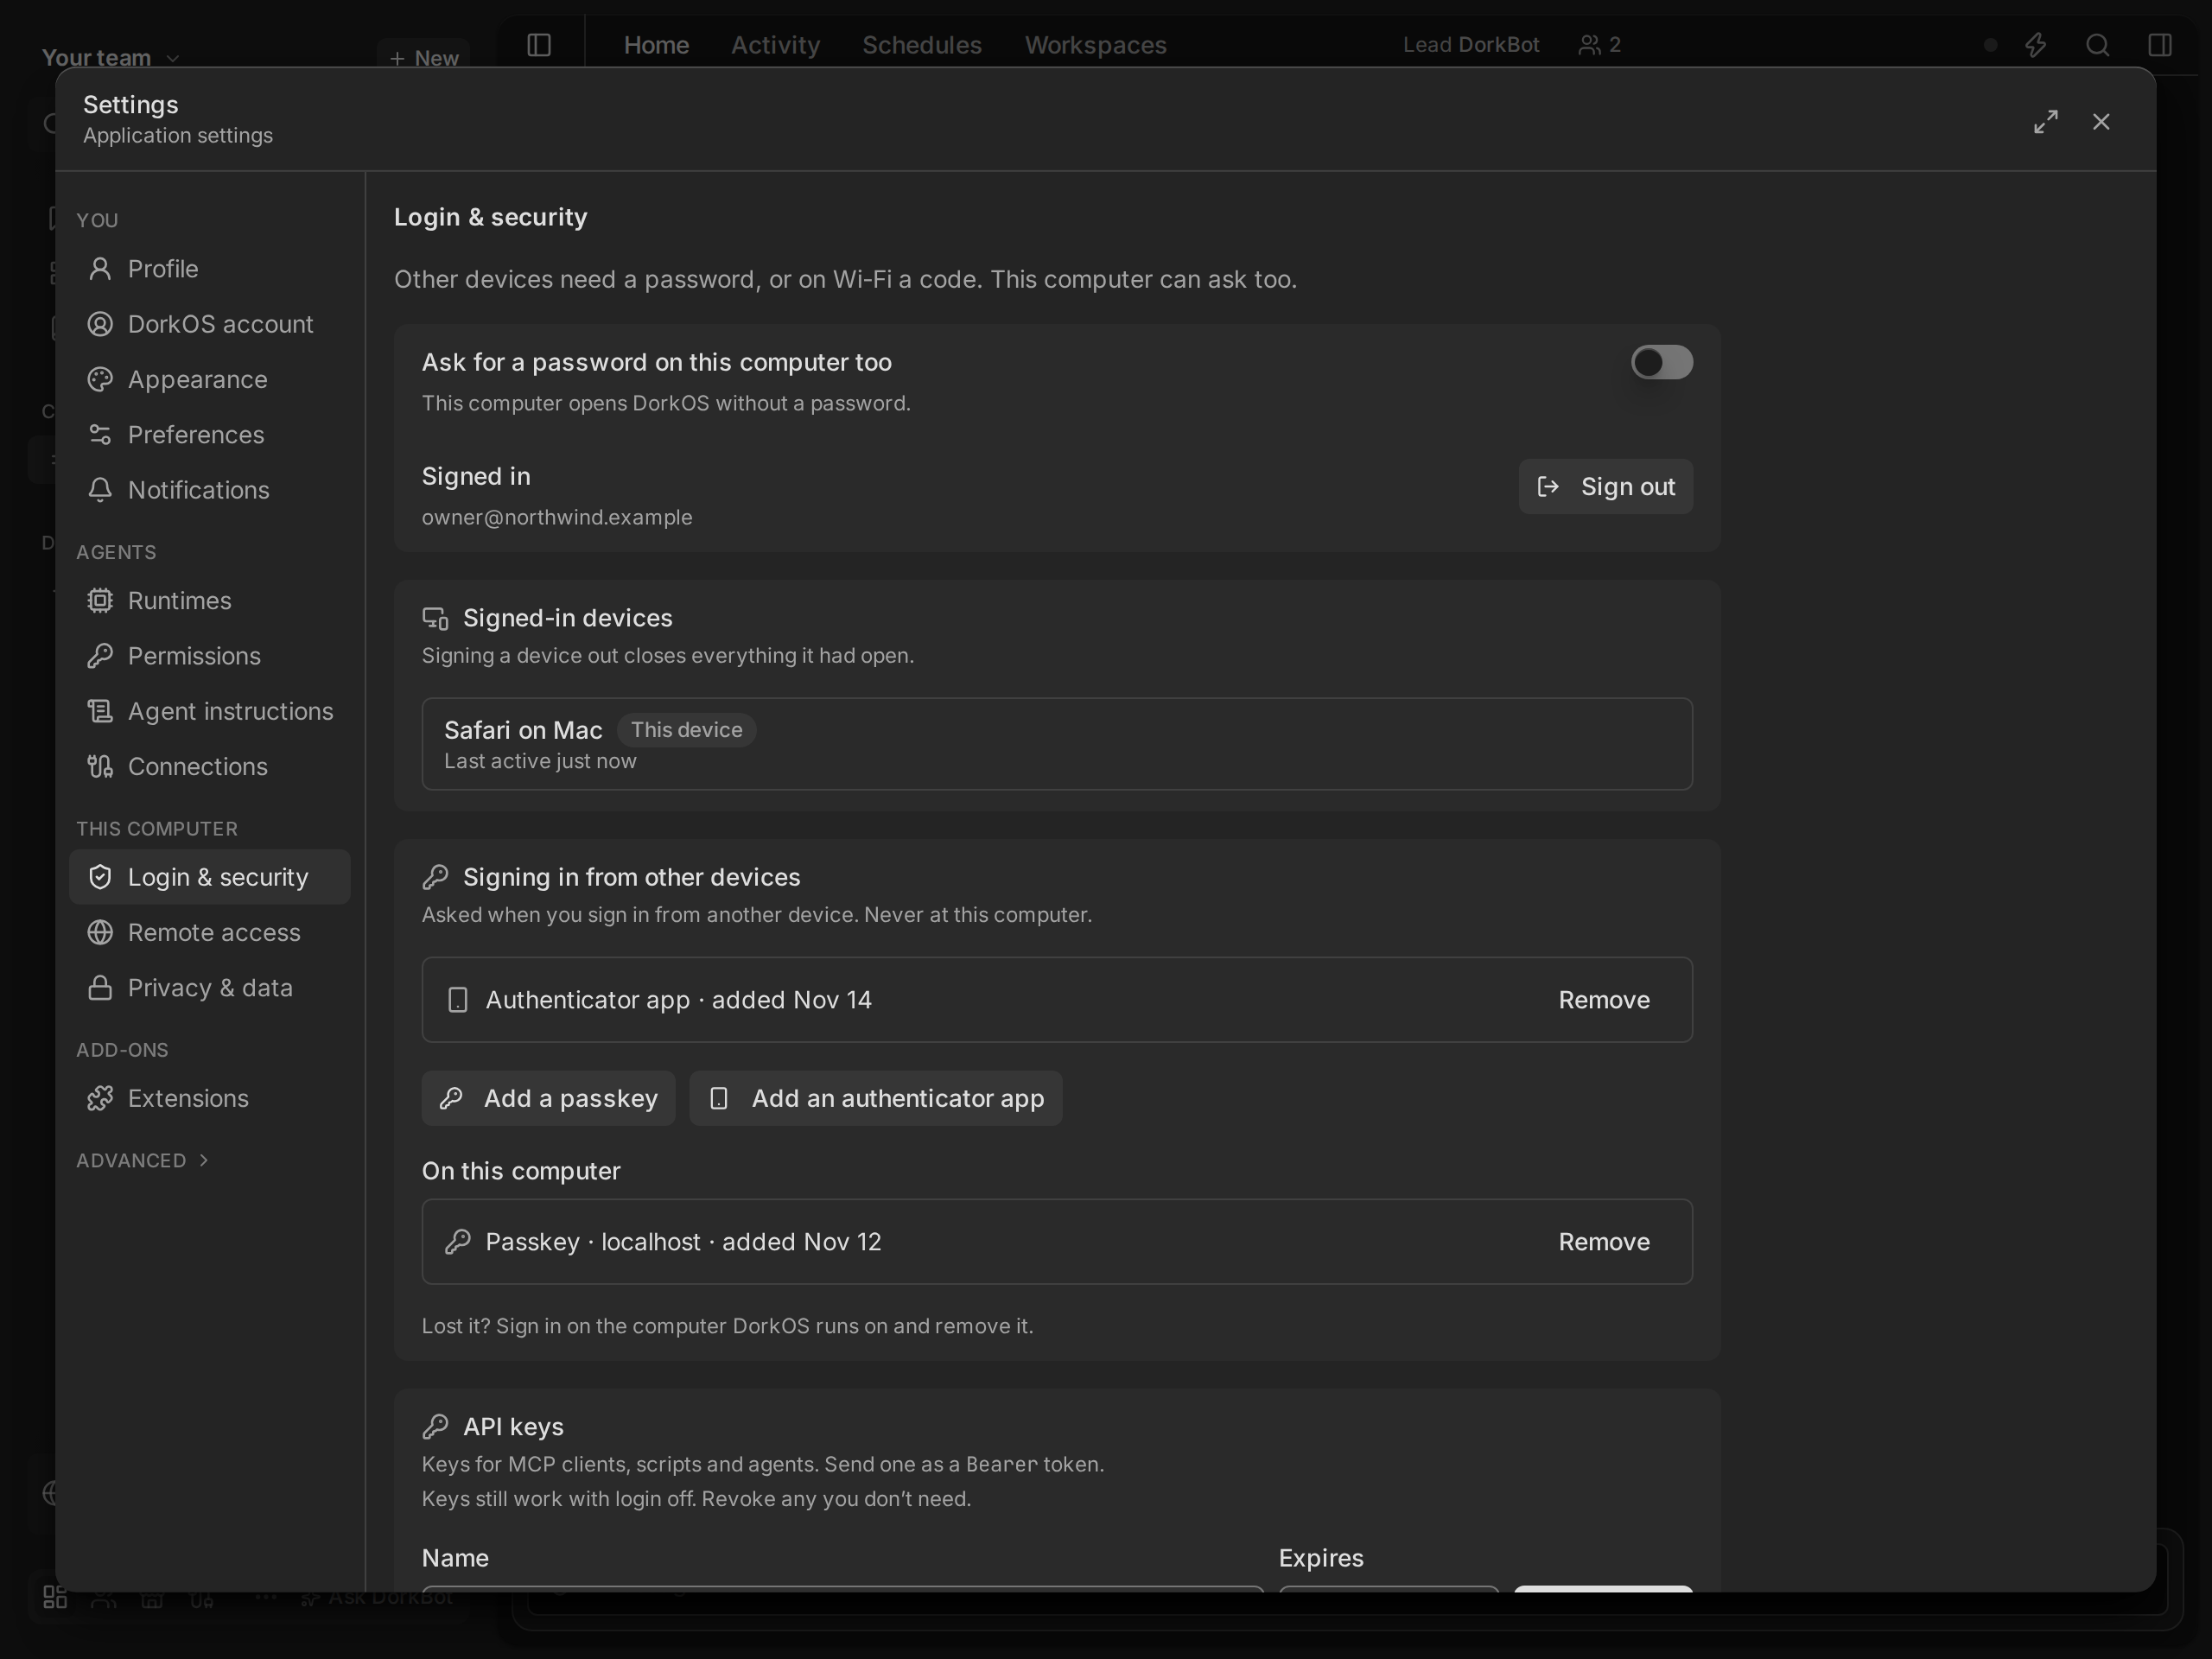 Your team
New
Home
Activity
Schedules
Workspaces
Lead DorkBot
2
Settings
Application settings
YOU
Profile
DorkOS account
Appearance
Preferences
Notifications
AGENTS
Runtimes
Permissions
Agent instructions
Connections
THIS COMPUTER
Login & security
Remote access
Privacy & data
ADD-ONS
Extensions
ADVANCED
Login & security
Other devices need a password, or on Wi-Fi a code. This computer can ask too.
Ask for a password on this computer too
This computer opens DorkOS without a password.
Signed in
owner@northwind.example
Sign out
Signed-in devices
Signing a device out closes everything it had open.
Safari on Mac
This device
Last active just now
Signing in from other devices
Asked when you sign in from another device. Never at this computer.
Authenticator app · added Nov 14
Remove
Add a passkey
Add an authenticator app
On this computer
Passkey · localhost · added Nov 12
Remove
Lost it? Sign in on the computer DorkOS runs on and remove it.
API keys
Keys for MCP clients, scripts and agents. Send one as a Bearer token.
Keys still work with login off. Revoke any you don’t need.
Name
Expires
Ask DorkBot